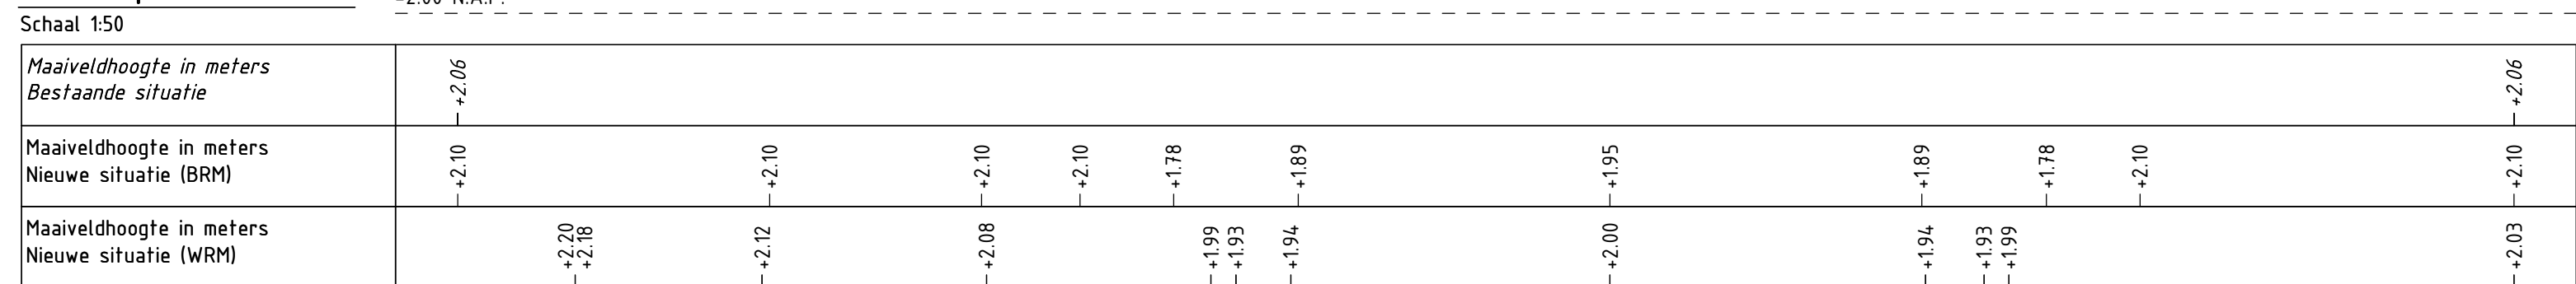 Schaal 1:50
Maaiveldhoogte in meters
Bestaande situatie
+2.06 +2.06
Maaiveldhoogte in meters
Nieuwe situatie (BRM)
+2.10 +2.10 +2.10 +2.10 +1.78 +1.89 +1.95 +1.89 +1.78 +2.10 +2.10
Maaiveldhoogte in meters
Nieuwe situatie (WRM)
+2.20 +2.18 +2.12 +2.08 +1.99 +1.93 +1.94 +2.00 +1.94 +1.93 +1.99 +2.03